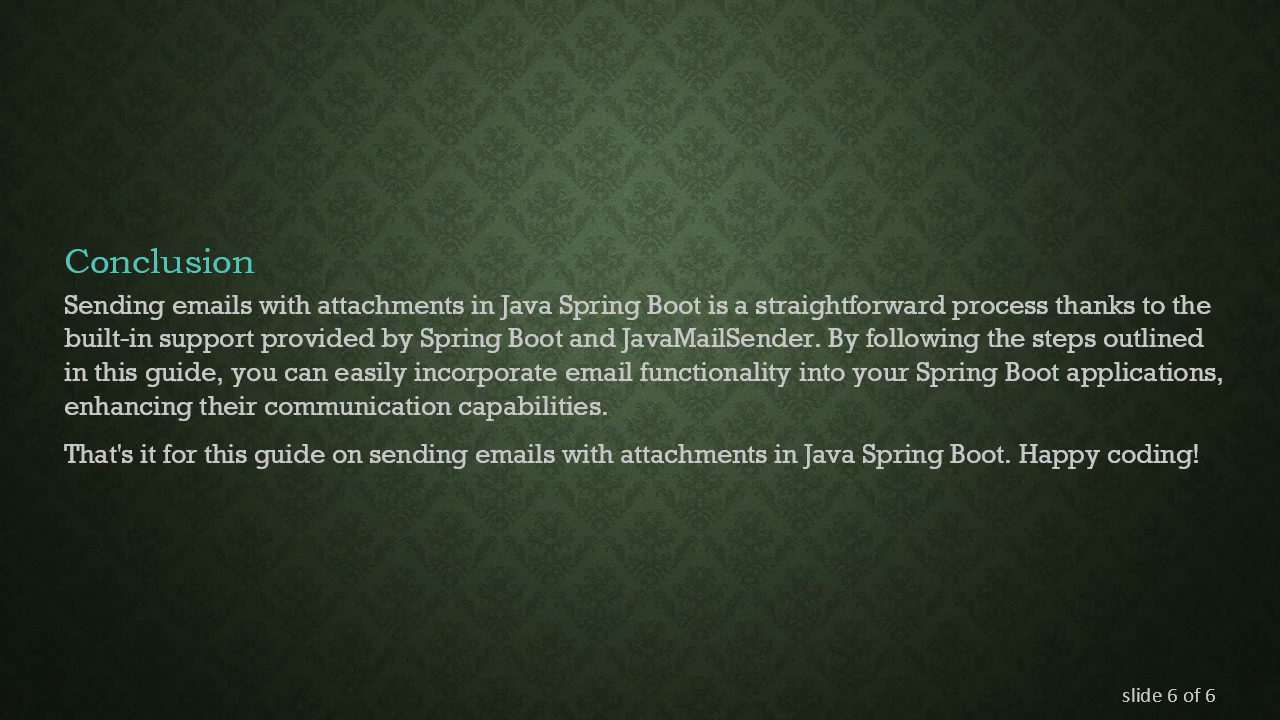 Conclusion
Sending emails with attachments in Java Spring Boot is a straightforward process thanks to the
built-in support provided by Spring Boot and JavaMailSender. By following the steps outlined
in this guide, you can easily incorporate email functionality into your Spring Boot applications,
enhancing their communication capabilities.
That's it for this guide on sending emails with attachments in Java Spring Boot. Happy coding!
slide 6 of 6